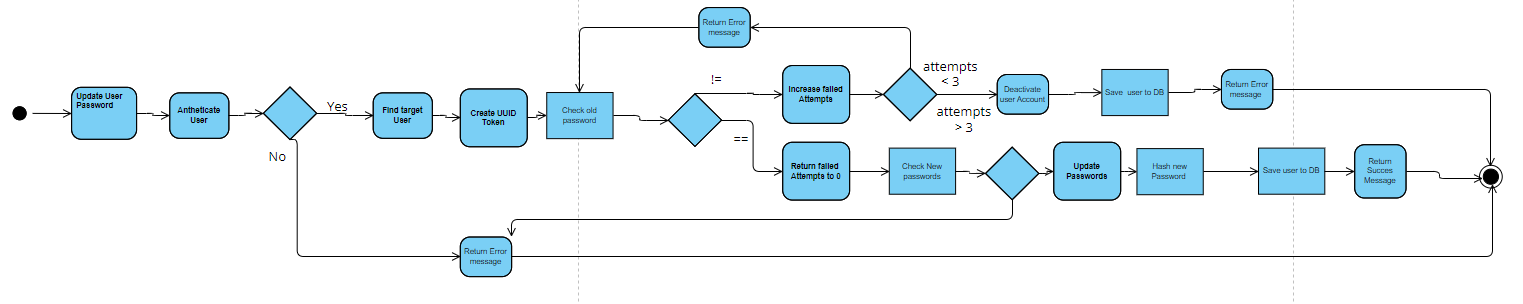 Return Error
message
Update User
Password
Antheticate
User
Yes
No
Find target
User
Create UUID
Token
Check old
password
!=
==
Increase failed
Attempts
attempts
< 3
attempts
> 3
Deactivate
user Account
Save user to DB
Return Error
message
Return failed
Attempts to 0
Check New
passwords
Update
Passwords
Hash new
Password
Save user to DB
Return
Succes
Message
Return Error
message